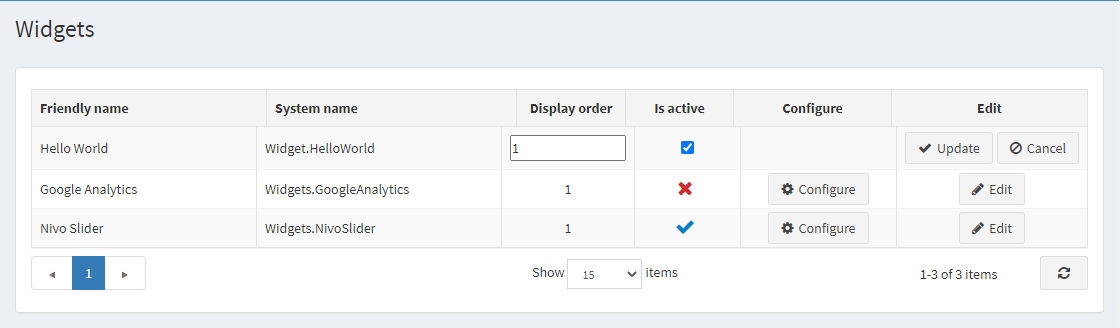 Widgets
Friendly name System name Display order Is active Configure Edit
Hello World Widget.HelloWorld 1 Update Cancel
Google Analytics Widgets.GoogleAnalytics 1 Configure Edit
Nivo Slider Widgets.NivoSlider 1 Configure Edit
1 Show 15 items 1-3 of 3 items